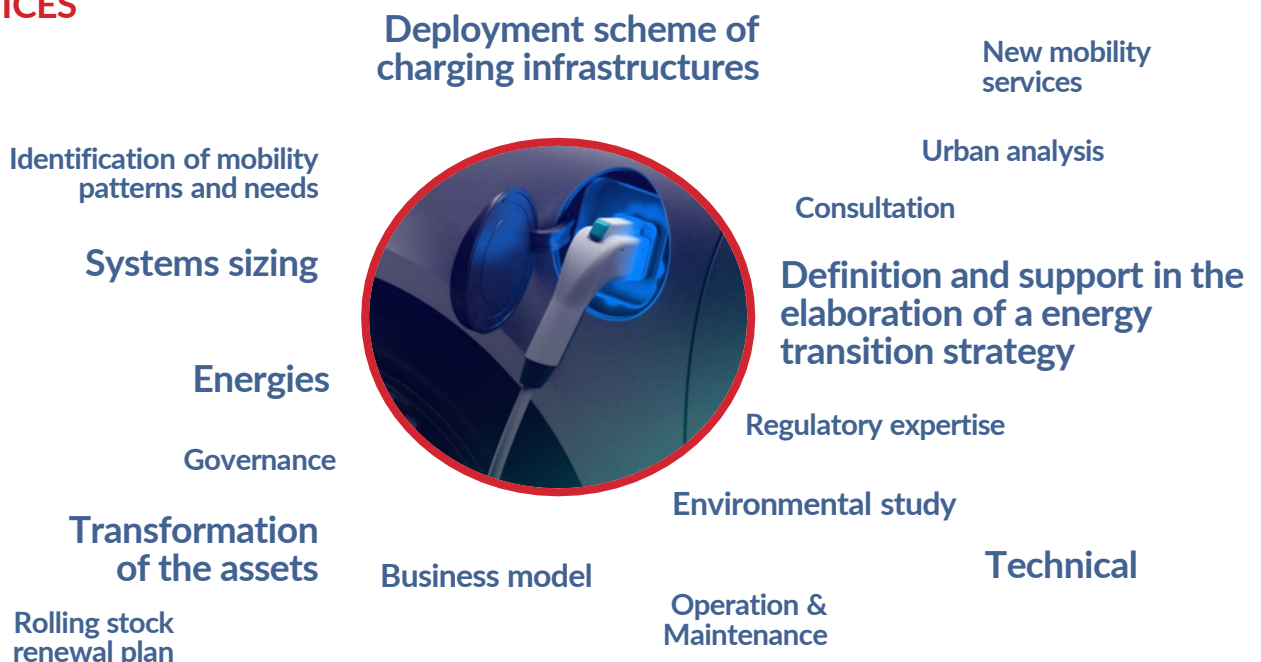 ICES
Deployment scheme of
charging infrastructures
New mobility
services
Identification of mobility
patterns and needs
Urban analysis
Consultation
Systems sizing
Definition and support in the
elaboration of a energy
transition strategy
Energies
Regulatory expertise
Governance
Environmental study
Transformation
of the assets
Technical
Business model
Operation &
Maintenance
Rolling stock
renewal plan